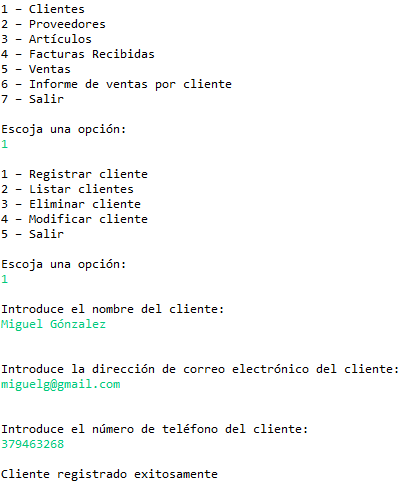 1 – Clientes
2 – Proveedores
3 – Artículos
4 – Facturas Recibidas
5 – Ventas
6 – Informe de ventas por cliente
7 – Salir
Escoja una opción:
1
1 – Registrar cliente
2 – Listar clientes
3 – Eliminar cliente
4 – Modificar cliente
5 – Salir
Escoja una opción:
1
Introduce el nombre del cliente:
Miguel Gónzalez
Introduce la dirección de correo electrónico del cliente:
miguelg@gmail.com
Introduce el número de teléfono del cliente:
379463268
Cliente registrado exitosamente